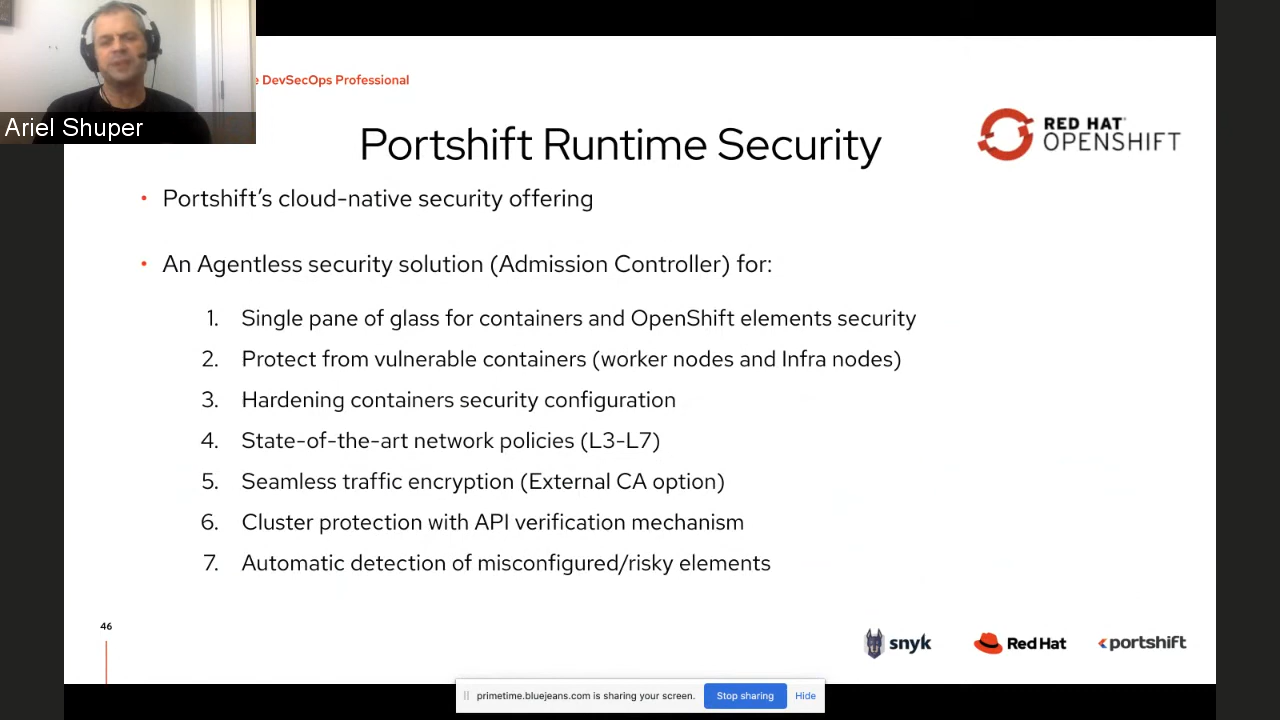 Ariel Shuper
DevSecOps Professional
Portshift Runtime Security
RED HAT
OPENSHIFT
• Portshift’s cloud-native security offering
• An Agentless security solution (Admission Controller) for:
1. Single pane of glass for containers and OpenShift elements security
2. Protect from vulnerable containers (worker nodes and Infra nodes)
3. Hardening containers security configuration
4. State-of-the-art network policies (L3-L7)
5. Seamless traffic encryption (External CA option)
6. Cluster protection with API verification mechanism
7. Automatic detection of misconfigured/risky elements
46
snyk
Red Hat
portshift
primetime.bluejeans.com is sharing your screen. Stop sharing Hide